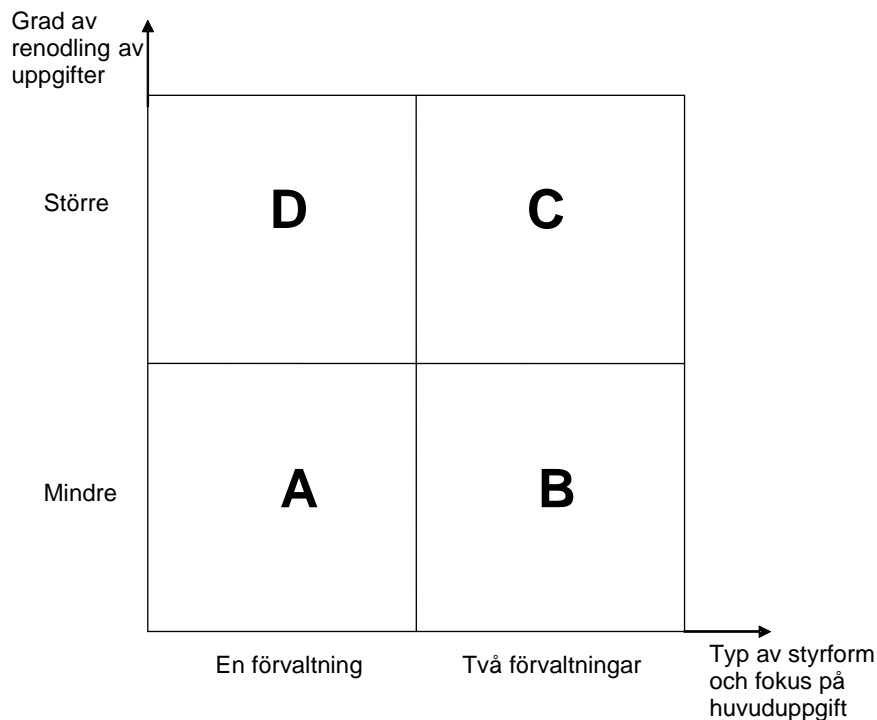 Grad av
renodling av
uppgifter
Större
D
C
Mindre
A
B
En förvaltning
Två förvaltningar
Typ av styrform
och fokus på
huvuduppgift